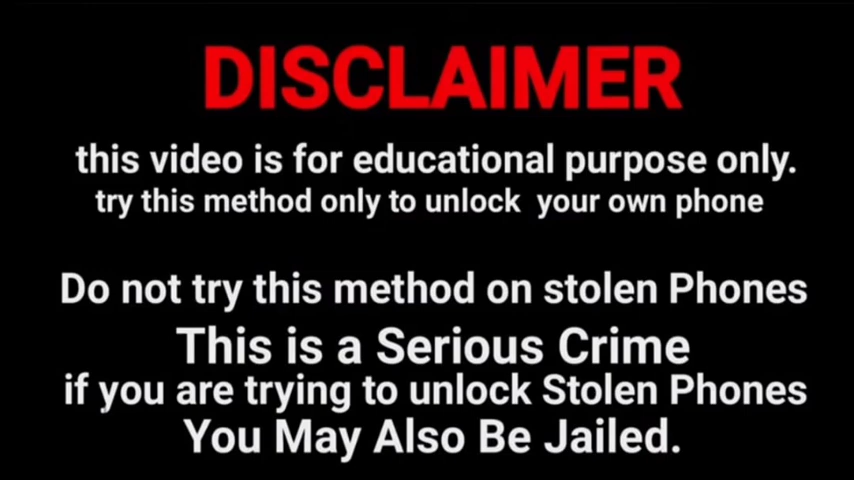 DISCLAIMER
this video is for educational purpose only.
try this method only to unlock your own phone
Do not try this method on stolen Phones
This is a Serious Crime
if you are trying to unlock Stolen Phones
You May Also Be Jailed.